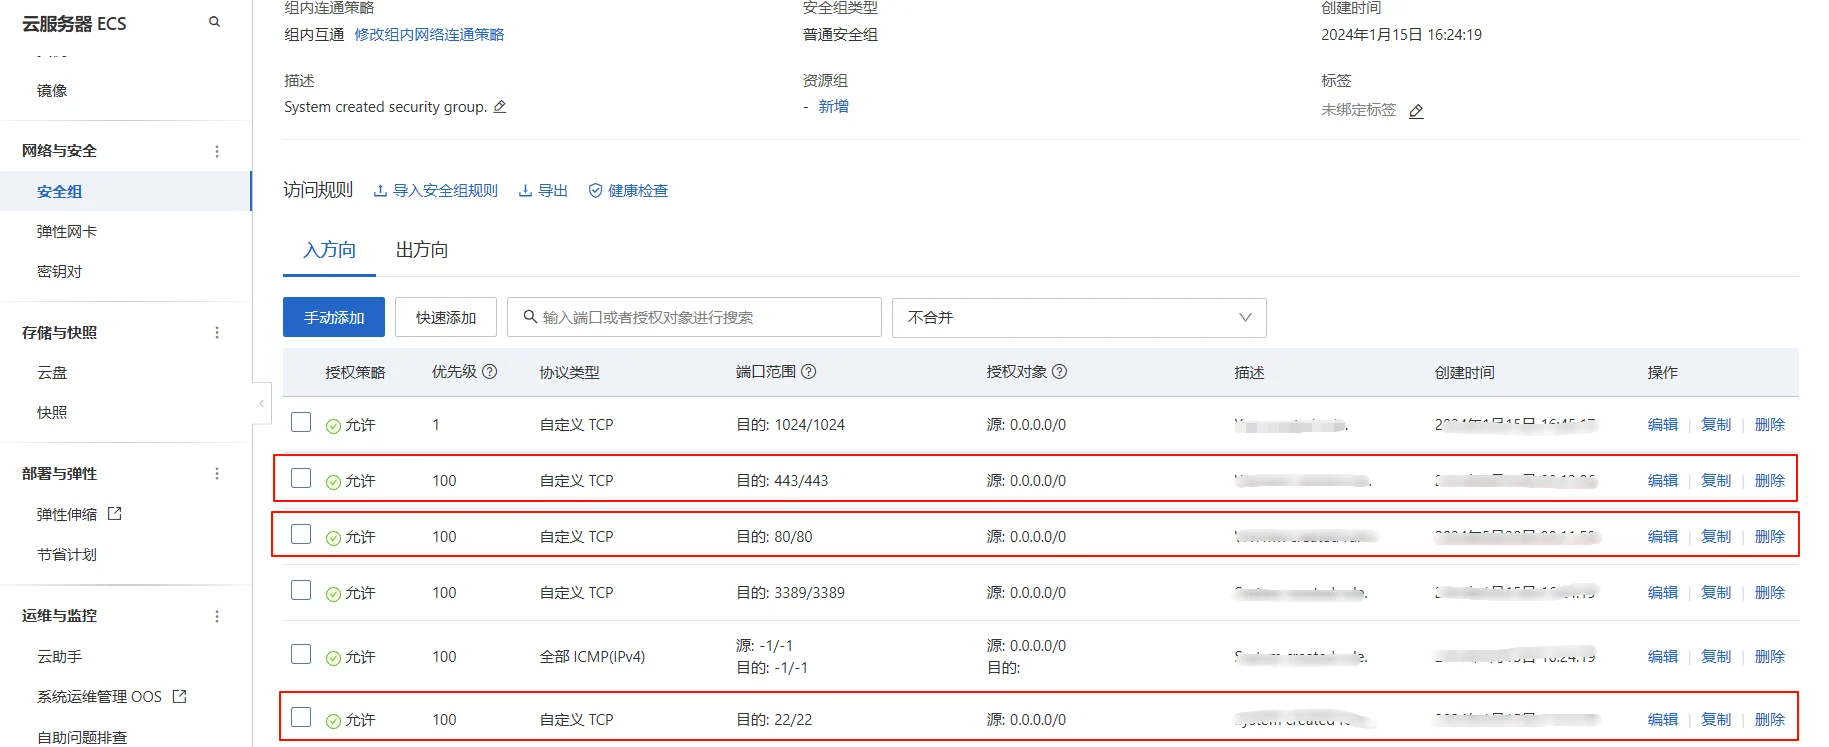 云服务器 ECS
镜像
网络与安全
安全组
弹性网卡
密钥对
存储与快照
云盘
快照
部署与弹性
弹性伸缩
节省计划
运维与监控
云助手
系统运维管理 OOS
自助问题排查
组内连通策略 安全组类型 创建时间
组内互通 修改组内网络连通策略 普通安全组 2024年1月15日 16:24:19
描述 资源组 标签
System created security group. - 新增 未绑定标签
访问规则 导入安全组规则 导出 健康检查
入方向 出方向
手动添加 快速添加 输入端口或者授权对象进行搜索 不合并
授权策略 优先级 协议类型 端口范围 授权对象 描述 创建时间 操作
允许 1 自定义 TCP 目的: 1024/1024 源: 0.0.0.0/0 编辑 | 复制 | 删除
允许 100 自定义 TCP 目的: 443/443 源: 0.0.0.0/0 编辑 | 复制 | 删除
允许 100 自定义 TCP 目的: 80/80 源: 0.0.0.0/0 编辑 | 复制 | 删除
允许 100 自定义 TCP 目的: 3389/3389 源: 0.0.0.0/0 编辑 | 复制 | 删除
源: -1/-1 源: 0.0.0.0/0
允许 100 全部 ICMP(IPv4) 编辑 | 复制 | 删除
目的: -1/-1 目的:
允许 100 自定义 TCP 目的: 22/22 源: 0.0.0.0/0 编辑 | 复制 | 删除